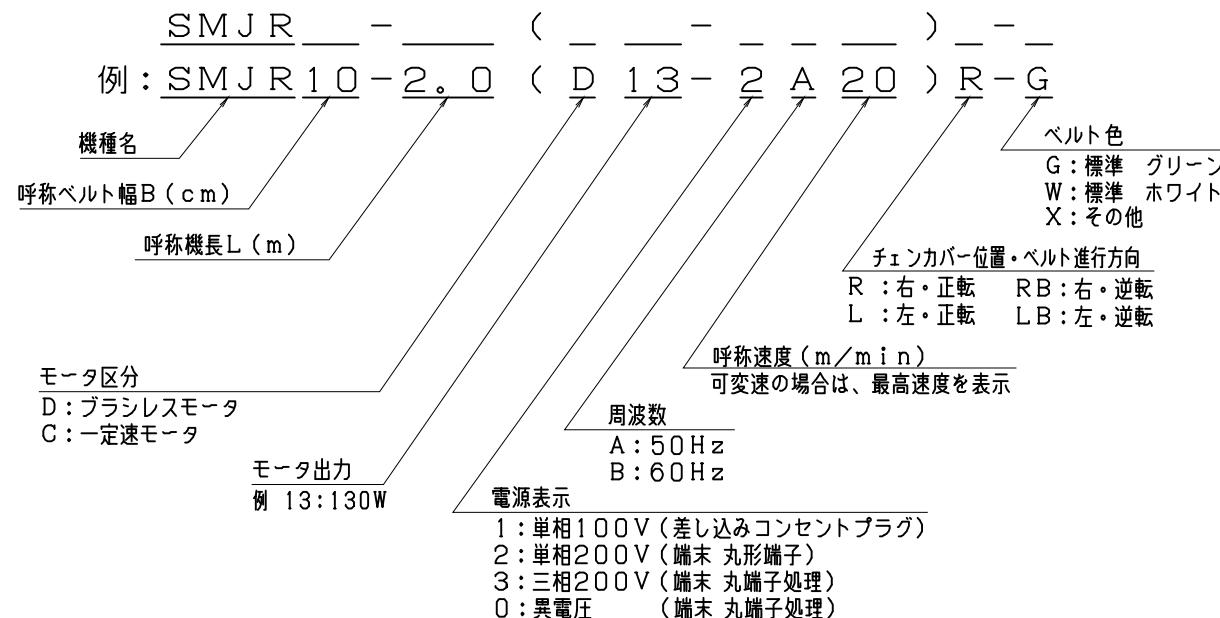 SMJR__-___(_ __-_ _ __)_-_
例:SMJR10-2.0(D13-2A20)R-G
機種名
ベルト色
G:標準 グリーン
W:標準 ホワイト
X:その他
呼称ベルト幅B(cm)
呼称機長L(m)
チェンカバー位置・ベルト進行方向
R :右・正転 RB:右・逆転
L :左・正転 LB:左・逆転
呼称速度(m/min)
可変速の場合は、最高速度を表示
モータ区分
D:ブラシレスモータ
C:一定速モータ
周波数
A:50Hz
B:60Hz
モータ出力
例 13:130W
電源表示
1:単相100V(差し込みコンセントプラグ)
2:単相200V(端末 丸形端子)
3:三相200V(端末 丸端子処理)
0:異電圧 (端末 丸端子処理)